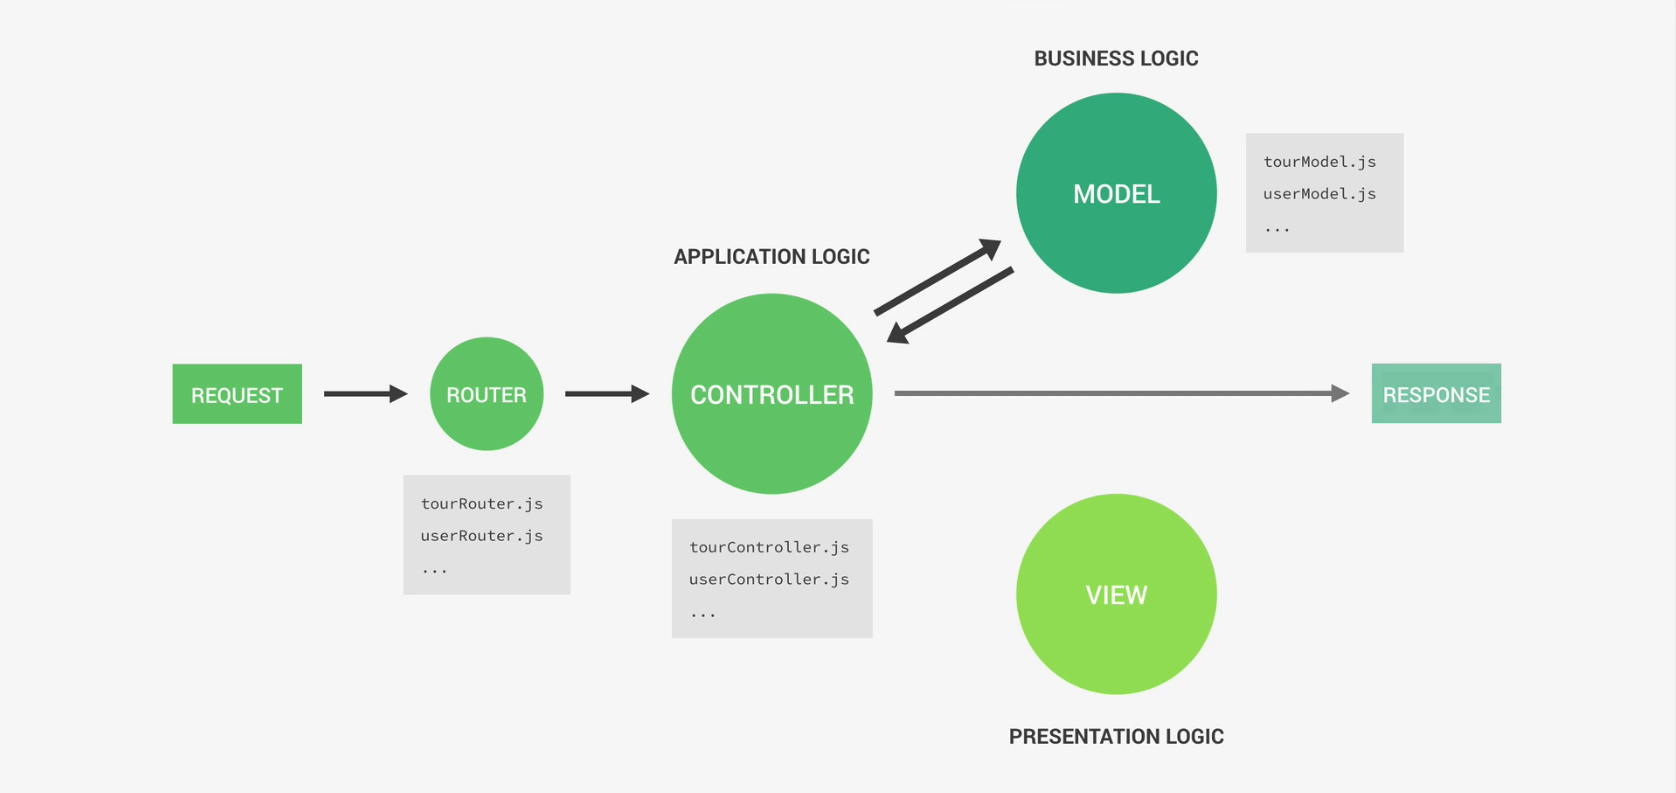 BUSINESS LOGIC
MODEL
tourModel.js
userModel.js
...
APPLICATION LOGIC
REQUEST
ROUTER
CONTROLLER
RESPONSE
tourRouter.js
userRouter.js
...
tourController.js
userController.js
...
VIEW
PRESENTATION LOGIC